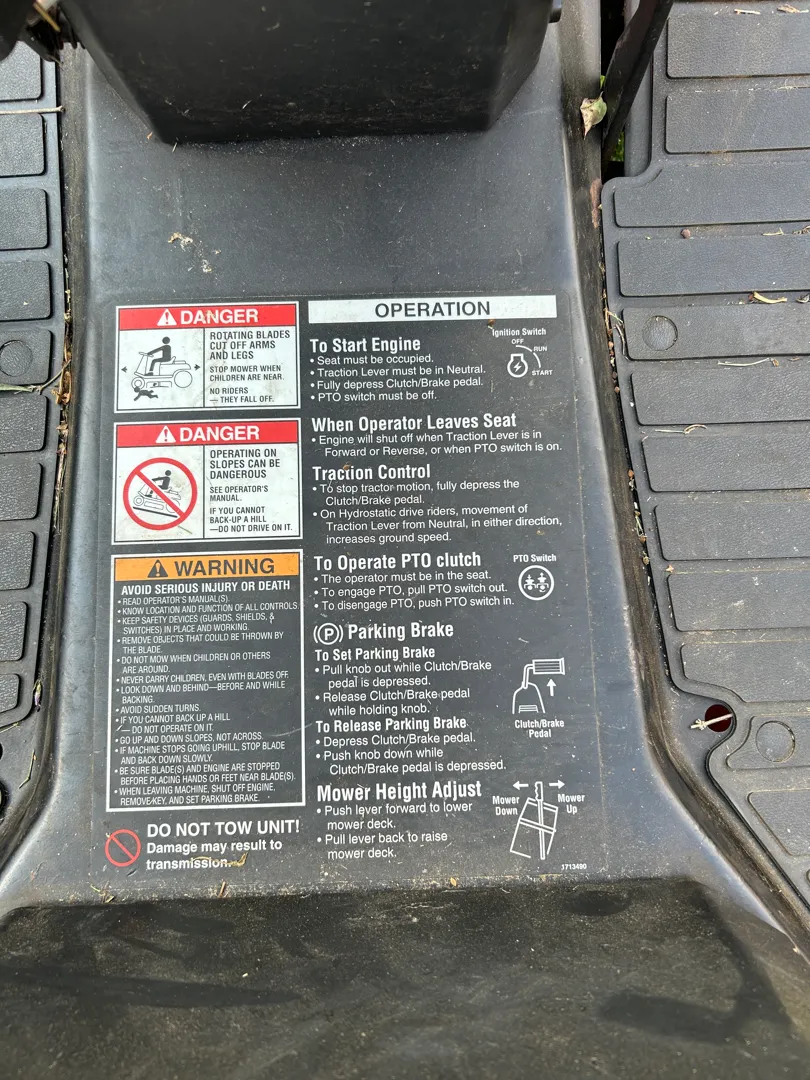 DANGER
ROTATING BLADES
CUT OFF ARMS
AND LEGS
STOP MOWER WHEN
CHILDREN ARE NEAR.
NO RIDERS
— THEY FALL OFF.
DANGER
OPERATING ON
SLOPES CAN BE
DANGEROUS
SEE OPERATOR'S
MANUAL.
IF YOU CANNOT
BACK-UP A HILL
—DO NOT DRIVE ON IT.
WARNING
AVOID SERIOUS INJURY OR DEATH
• READ OPERATOR'S MANUAL(S).
• KNOW LOCATION AND FUNCTION OF ALL CONTROLS
• KEEP SAFETY DEVICES (GUARDS, SHIELDS, &
SWITCHES) IN PLACE AND WORKING.
• REMOVE OBJECTS THAT COULD BE THROWN BY
THE BLADE.
• DO NOT MOW WHEN CHILDREN OR OTHERS
ARE AROUND.
• NEVER CARRY CHILDREN, EVEN WITH BLADES OFF.
• LOOK DOWN AND BEHIND—BEFORE AND WHILE
BACKING.
• AVOID SUDDEN TURNS.
• IF YOU CANNOT BACK UP A HILL
— DO NOT OPERATE ON IT.
• GO UP AND DOWN SLOPES, NOT ACROSS.
• IF MACHINE STOPS GOING UPHILL, STOP BLADE
AND BACK DOWN SLOWLY.
• BE SURE BLADE(S) AND ENGINE ARE STOPPED
BEFORE PLACING HANDS OR FEET NEAR BLADE(S).
• WHEN LEAVING MACHINE, SHUT OFF ENGINE,
REMOVE KEY, AND SET PARKING BRAKE.
DO NOT TOW UNIT!
Damage may result to
transmission.
OPERATION
To Start Engine
• Seat must be occupied.
• Traction Lever must be in Neutral.
• Fully depress Clutch/Brake pedal.
• PTO switch must be off.
Ignition Switch
OFF
RUN
START
When Operator Leaves Seat
• Engine will shut off when Traction Lever is in
Forward or Reverse, or when PTO switch is on.
Traction Control
• To stop tractor motion, fully depress the
Clutch/Brake pedal.
• On Hydrostatic drive riders, movement of
Traction Lever from Neutral, in either direction,
increases ground speed.
To Operate PTO clutch
• The operator must be in the seat.
• To engage PTO, pull PTO switch out.
• To disengage PTO, push PTO switch in.
PTO Switch
(P) Parking Brake
To Set Parking Brake
• Pull knob out while Clutch/Brake
pedal is depressed.
• Release Clutch/Brake pedal
while holding knob.
To Release Parking Brake
• Depress Clutch/Brake pedal.
• Push knob down while
Clutch/Brake pedal is depressed.
Clutch/Brake
Pedal
Mower Height Adjust
• Push lever forward to lower
mower deck.
• Pull lever back to raise
mower deck.
Mower
Down
Mower
Up
1713490